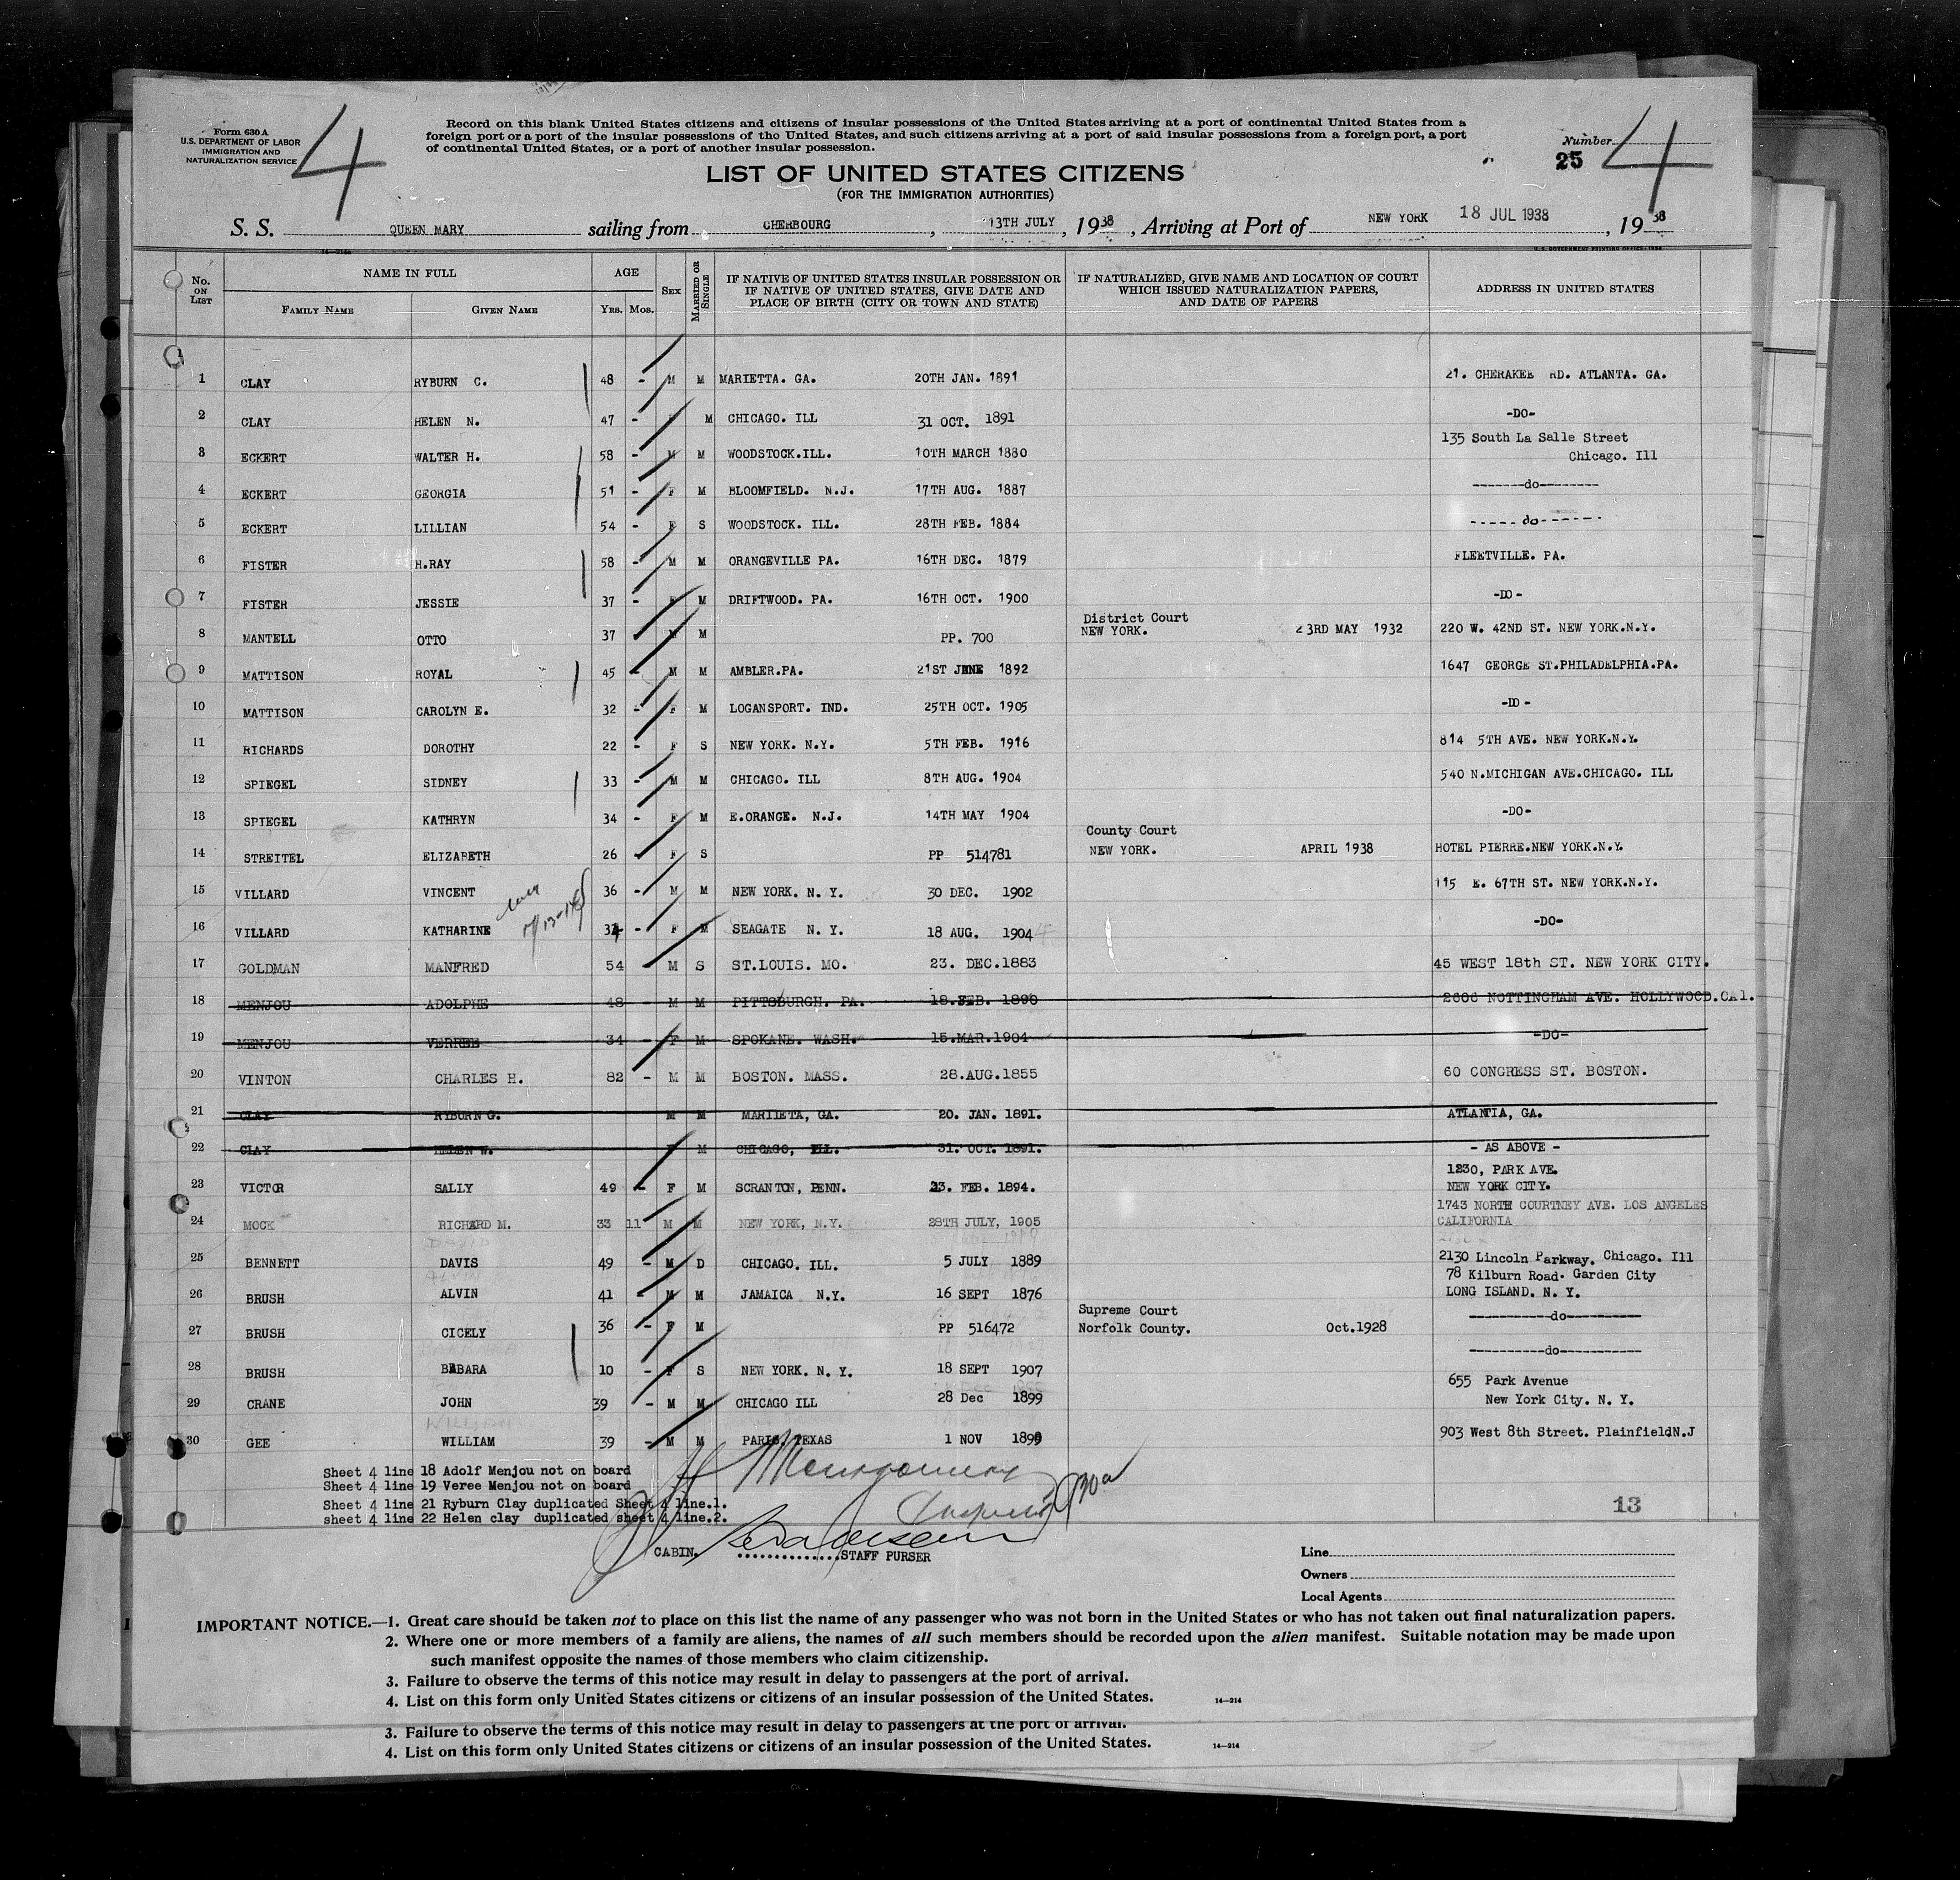 4
Form 630 A
U.S. DEPARTMENT OF LABOR
IMMIGRATION AND
NATURALIZATION SERVICE
Record on this blank United States citizens and citizens of insular possessions of the United States arriving at a port of continental United States from a
foreign port or a port of the insular possessions of the United States, and such citizens arriving at a port of said insular possessions from a foreign port, a port
of continental United States, or a port of another insular possession.
Number 4
25
LIST OF UNITED STATES CITIZENS
(FOR THE IMMIGRATION AUTHORITIES)
S. S. QUEEN MARY sailing from CHERBOURG, 13TH JULY, 1938, Arriving at Port of NEW YORK 18 JUL 1938, 1938
No. ON LIST NAME IN FULL AGE SEX MARRIED OR SINGLE IF NATIVE OF UNITED STATES INSULAR POSSESSION OR IF NATIVE OF UNITED STATES, GIVE DATE AND PLACE OF BIRTH (CITY OR TOWN AND STATE) IF NATURALIZED, GIVE NAME AND LOCATION OF COURT WHICH ISSUED NATURALIZATION PAPERS, AND DATE OF PAPERS ADDRESS IN UNITED STATES
FAMILY NAME GIVEN NAME YRS. MOS.
1 CLAY RYBURN C. 48 - M M MARIETTA. GA. 20TH JAN. 1891 21. CHERAKEE RD. ATLANTA. GA.
2 CLAY HELEN N. 47 - M CHICAGO. ILL 31 OCT. 1891 -DO-
3 ECKERT WALTER H. 58 - M M WOODSTOCK.ILL. 10TH MARCH 1880 135 South La Salle Street
Chicago. Ill
4 ECKERT GEORGIA 51 - F M BLOOMFIELD. N.J. 17TH AUG. 1887 -------do--------
5 ECKERT LILLIAN 54 - F S WOODSTOCK. ILL. 28TH FEB. 1884 -----do------
6 FISTER H.RAY 58 - M M ORANGEVILLE PA. 16TH DEC. 1879 FLEETVILLE. PA.
7 FISTER JESSIE 37 - F M DRIFTWOOD. PA. 16TH OCT. 1900 -DO-
8 MANTELL OTTO 37 - M M PP. 700 District Court
NEW YORK. 23RD MAY 1932 220 W. 42ND ST. NEW YORK.N.Y.
9 MATTISON ROYAL 45 - M M AMBLER.PA. 21ST JUNE 1892 1647 GEORGE ST.PHILADELPHIA.PA.
10 MATTISON CAROLYN E. 32 - F M LOGANSPORT. IND. 25TH OCT. 1905 -DO-
11 RICHARDS DOROTHY 22 - F S NEW YORK. N.Y. 5TH FEB. 1916 814 5TH AVE. NEW YORK.N.Y.
12 SPIEGEL SIDNEY 33 - M M CHICAGO. ILL 8TH AUG. 1904 540 N.MICHIGAN AVE.CHICAGO. ILL
13 SPIEGEL KATHRYN 34 - F M E.ORANGE. N.J. 14TH MAY 1904 -DO-
14 STREITEL ELIZABETH 26 - F S PP 514781 County Court
NEW YORK. APRIL 1938 HOTEL PIERRE.NEW YORK.N.Y.
15 VILLARD VINCENT 36 - M M NEW YORK. N. Y. 30 DEC. 1902 115 E. 67TH ST. NEW YORK.N.Y.
16 VILLARD KATHARINE 34 - F M SEAGATE N. Y. 18 AUG. 1904 -DO-
17 GOLDMAN MANFRED 54 - M S ST.LOUIS. MO. 23. DEC.1883 45 WEST 18th ST. NEW YORK CITY.
18 MENJOU ADOLPHE 48 - M M PITTSBURGH. PA. 18.FEB. 1890 2606 NOTTINGHAM AVE. HOLLYWOOD.CAl.
19 MENJOU VERREE 34 - F M SPOKANE. WASH. 15.MAR.1904 -DO-
20 VINTON CHARLES H. 82 - M M BOSTON. MASS. 28.AUG.1855 60 CONGRESS ST. BOSTON.
21 CLAY RYBURN G. M M MARIETA, GA. 20. JAN. 1891. ATLANTIA, GA.
22 CLAY HELEN W. F M CHICAGO, ILL. 31. OCT. 1891. - AS ABOVE -
23 VICTOR SALLY 49 - F M SCRANTON, PENN. 23. FEB. 1894. 1230, PARK AVE.
NEW YORK CITY.
24 MOCK RICHARD M. 33 11 M M NEW YORK, N.Y. 28TH JULY, 1905 1743 NORTH COURTNEY AVE. LOS ANGELES
CALIFORNIA
25 BENNETT DAVIS 49 - M D CHICAGO. ILL. 5 JULY 1889 2130 Lincoln Parkway. Chicago. Ill
26 BRUSH ALVIN 41 - M M JAMAICA N.Y. 16 SEPT 1876 78 Kilburn Road. Garden City
LONG ISLAND. N. Y.
27 BRUSH CICELY 36 - F M PP 516472 Supreme Court
Norfolk County. Oct.1928 ----------do----------
28 BRUSH BABARA 10 - F S NEW YORK. N. Y. 18 SEPT 1907 ----------do----------
29 CRANE JOHN 39 - M M CHICAGO ILL 28 Dec 1899 655 Park Avenue
New York City. N. Y.
30 GEE WILLIAM 39 - M M PARIS. TEXAS 1 NOV 1899 903 West 8th Street. Plainfield N.J
Sheet 4 line 18 Adolf Menjou not on board
Sheet 4 line 19 Veree Menjou not on board
Sheet 4 line 21 Ryburn Clay duplicated Sheet 4 line.1.
sheet 4 line 22 Helen clay duplicated sheet 4 line.2.
Montgomery
Inspector
13
CABIN. ..............STAFF PURSER
Line
Owners
Local Agents
IMPORTANT NOTICE.—1. Great care should be taken not to place on this list the name of any passenger who was not born in the United States or who has not taken out final naturalization papers.
2. Where one or more members of a family are aliens, the names of all such members should be recorded upon the alien manifest. Suitable notation may be made upon
such manifest opposite the names of those members who claim citizenship.
3. Failure to observe the terms of this notice may result in delay to passengers at the port of arrival.
4. List on this form only United States citizens or citizens of an insular possession of the United States. 14—214
3. Failure to observe the terms of this notice may result in delay to passengers at the port of arrival.
4. List on this form only United States citizens or citizens of an insular possession of the United States. 14—214